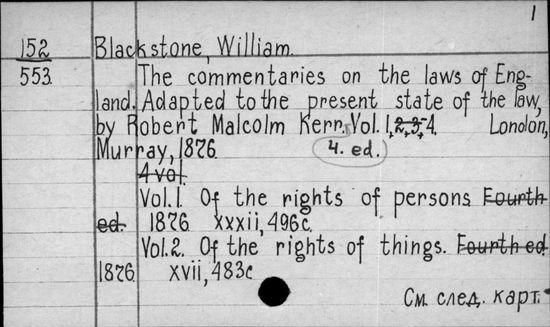 1
152 Blackstone, William.
553 The commentaries on the laws of Eng-
land. Adapted to the present state of the law,
by Robert Malcolm Kerr. Vol. 1, 2, 3, 4. London,
Murray, 1876. 4. ed.
4 vol.
Vol. 1. Of the rights of persons Fourth
ed. 1876 xxxii, 496c.
Vol. 2. Of the rights of things. Fourth ed.
1876. xvii, 483c
См. след. карт.